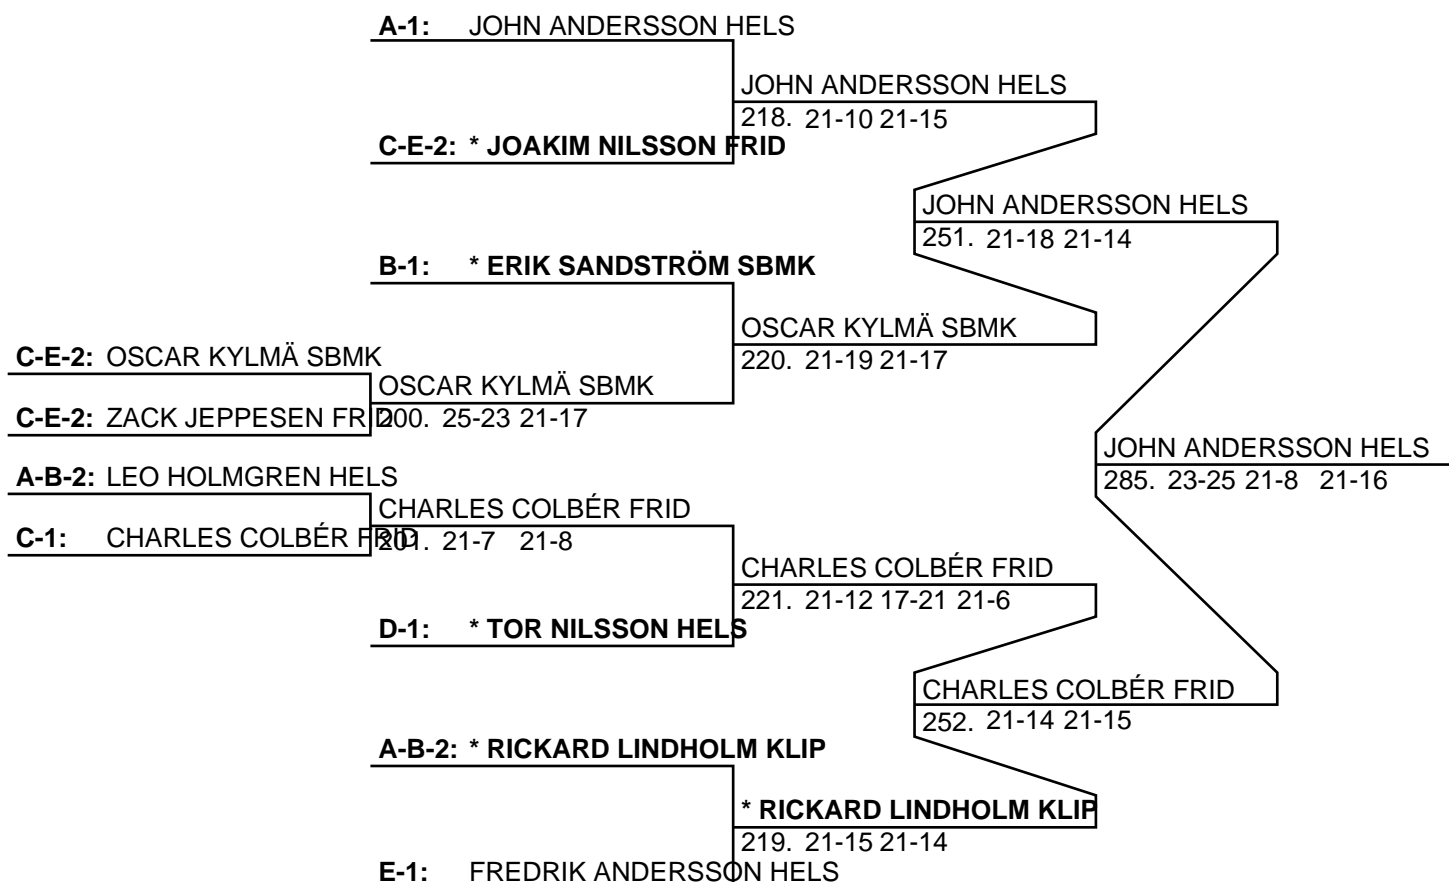 A-1: JOHN ANDERSSON HELS
JOHN ANDERSSON HELS
218. 21-10 21-15
C-E-2: * JOAKIM NILSSON FRID
JOHN ANDERSSON HELS
251. 21-18 21-14
B-1: * ERIK SANDSTRÖM SBMK
OSCAR KYLMÄ SBMK
220. 21-19 21-17
C-E-2: OSCAR KYLMÄ SBMK
OSCAR KYLMÄ SBMK
200. 25-23 21-17
C-E-2: ZACK JEPPESEN FRID
JOHN ANDERSSON HELS
285. 23-25 21-8 21-16
A-B-2: LEO HOLMGREN HELS
CHARLES COLBÉR FRID
201. 21-7 21-8
C-1: CHARLES COLBÉR FRID
CHARLES COLBÉR FRID
221. 21-12 17-21 21-6
D-1: * TOR NILSSON HELS
CHARLES COLBÉR FRID
252. 21-14 21-15
A-B-2: * RICKARD LINDHOLM KLIP
* RICKARD LINDHOLM KLIP
219. 21-15 21-14
E-1: FREDRIK ANDERSSON HELS